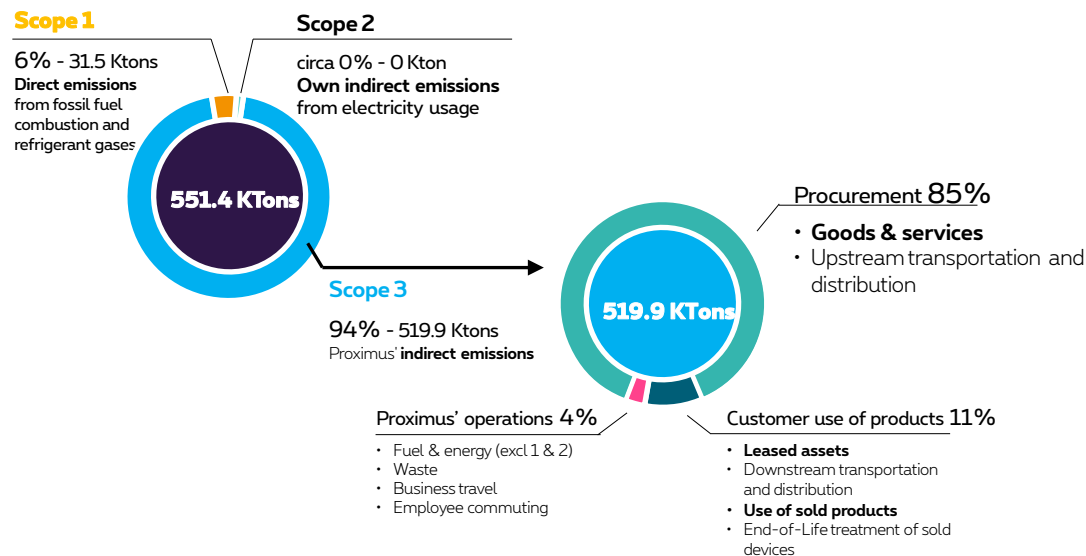 Scope 1
6% - 31.5 Ktons
Direct emissions
from fossil fuel
combustion and
refrigerant gases
Scope 2
circa 0% - 0 Kton
Own indirect emissions
from electricity usage
551.4 KTons
Scope 3
94% - 519.9 Ktons
Proximus' indirect emissions
519.9 KTons
Procurement 85%
• Goods & services
• Upstream transportation and
distribution
Proximus' operations 4%
• Fuel & energy (excl 1 & 2)
• Waste
• Business travel
• Employee commuting
Customer use of products 11%
• Leased assets
• Downstream transportation
and distribution
• Use of sold products
• End-of-Life treatment of sold
devices